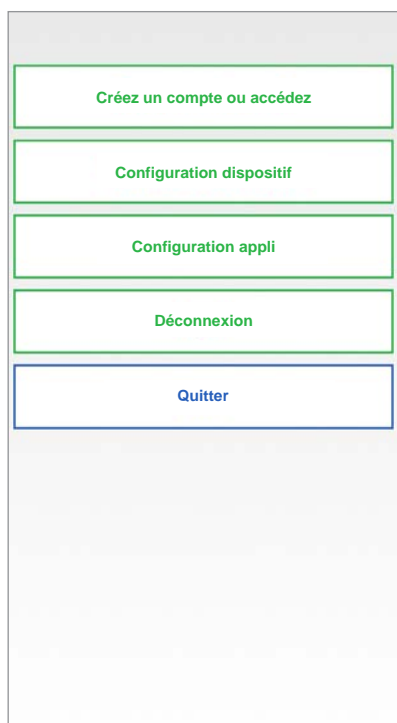 Créez un compte ou accédez
Configuration dispositif
Configuration appli
Déconnexion
Quitter